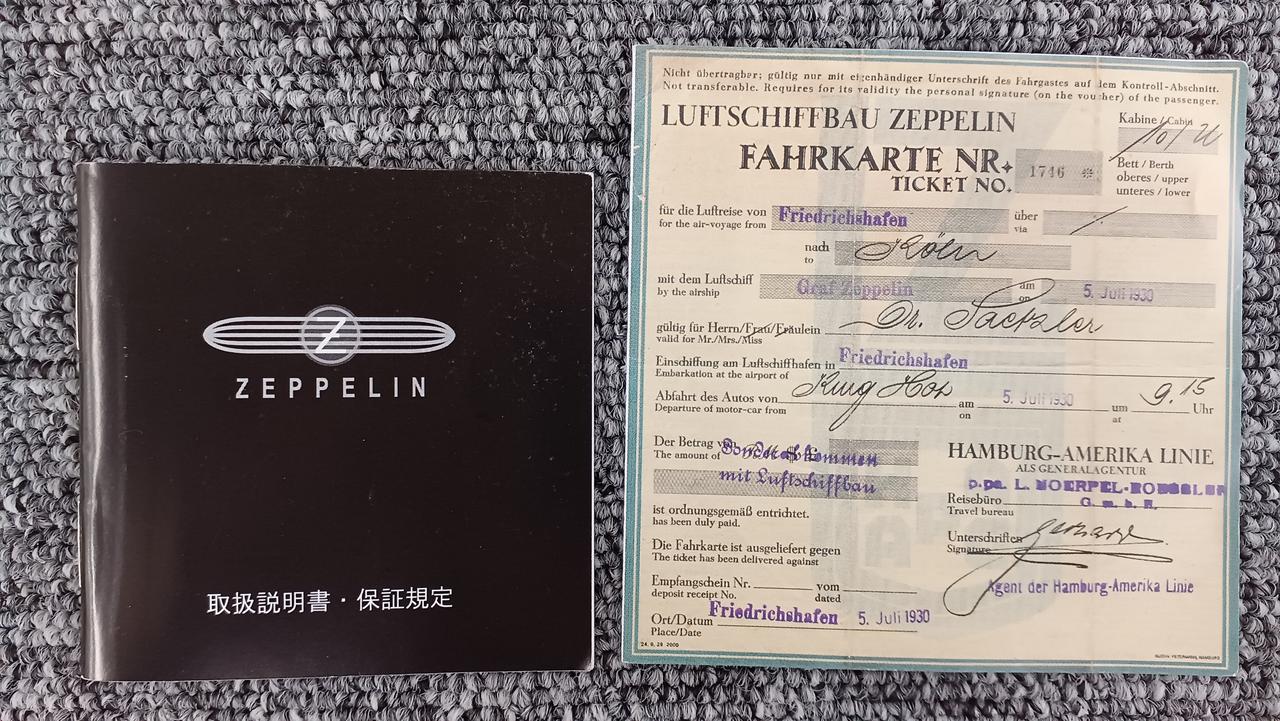 Z
ZEPPELIN
取扱説明書・保証規定
Nicht übertragbar; gültig nur mit eigenhändiger Unterschrift des Fahrgastes auf dem Kontroll-Abschnitt.
Not transferable. Requires for its validity the personal signature (on the voucher) of the passenger.
LUFTSCHIFFBAU ZEPPELIN
Kabine / Cabin
FAHRKARTE NR.
TICKET NO.
1746
Bett / Berth
oberes / upper
unteres / lower
für die Luftreise von Friedrichshafen über
for the air-voyage from via
nach Köln
to
mit dem Luftschiff Graf Zeppelin am 5. Juli 1930
by the airship on
gültig für Herrn/Frau/Fräulein Dr.
valid for Mr./Mrs./Miss
Einschiffung am Luftschiffhafen in Friedrichshafen
Embarkation at the airport of
Abfahrt des Autos von am 5. Juli 1930 um 9.15 Uhr
Departure of motor-car from on at
Der Betrag
The amount of
mit Luftschiffbau
ist ordnungsgemäß entrichtet.
has been duly paid.
Die Fahrkarte ist ausgeliefert gegen
The ticket has been delivered against
Empfangschein Nr. vom
deposit receipt No. dated
Ort/Datum Friedrichshafen 5. Juli 1930
Place/Date
24. 9. 29. 2000
HAMBURG-AMERIKA LINIE
ALS GENERALAGENTUR
p.pa. L.
Reisebüro G. m. b. H.
Travel bureau
Unterschriften
Signature
Agent der Hamburg-Amerika Linie